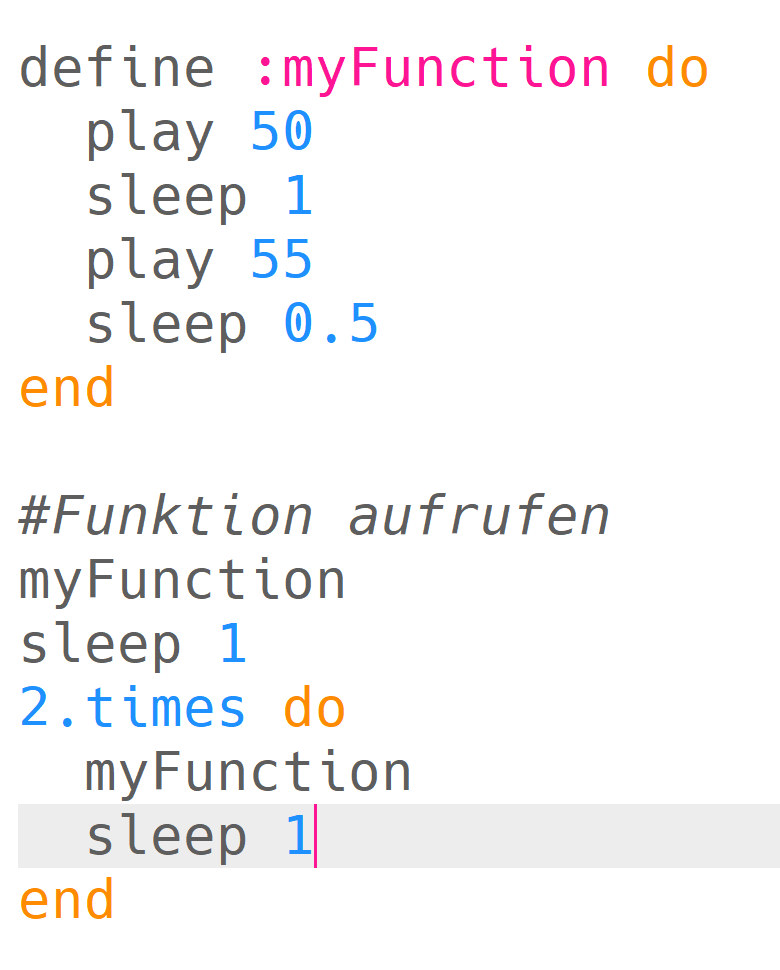 define :myFunction do
  play 50
  sleep 1
  play 55
  sleep 0.5
end

#Funktion aufrufen
myFunction
sleep 1
2.times do
  myFunction
  sleep 1
end